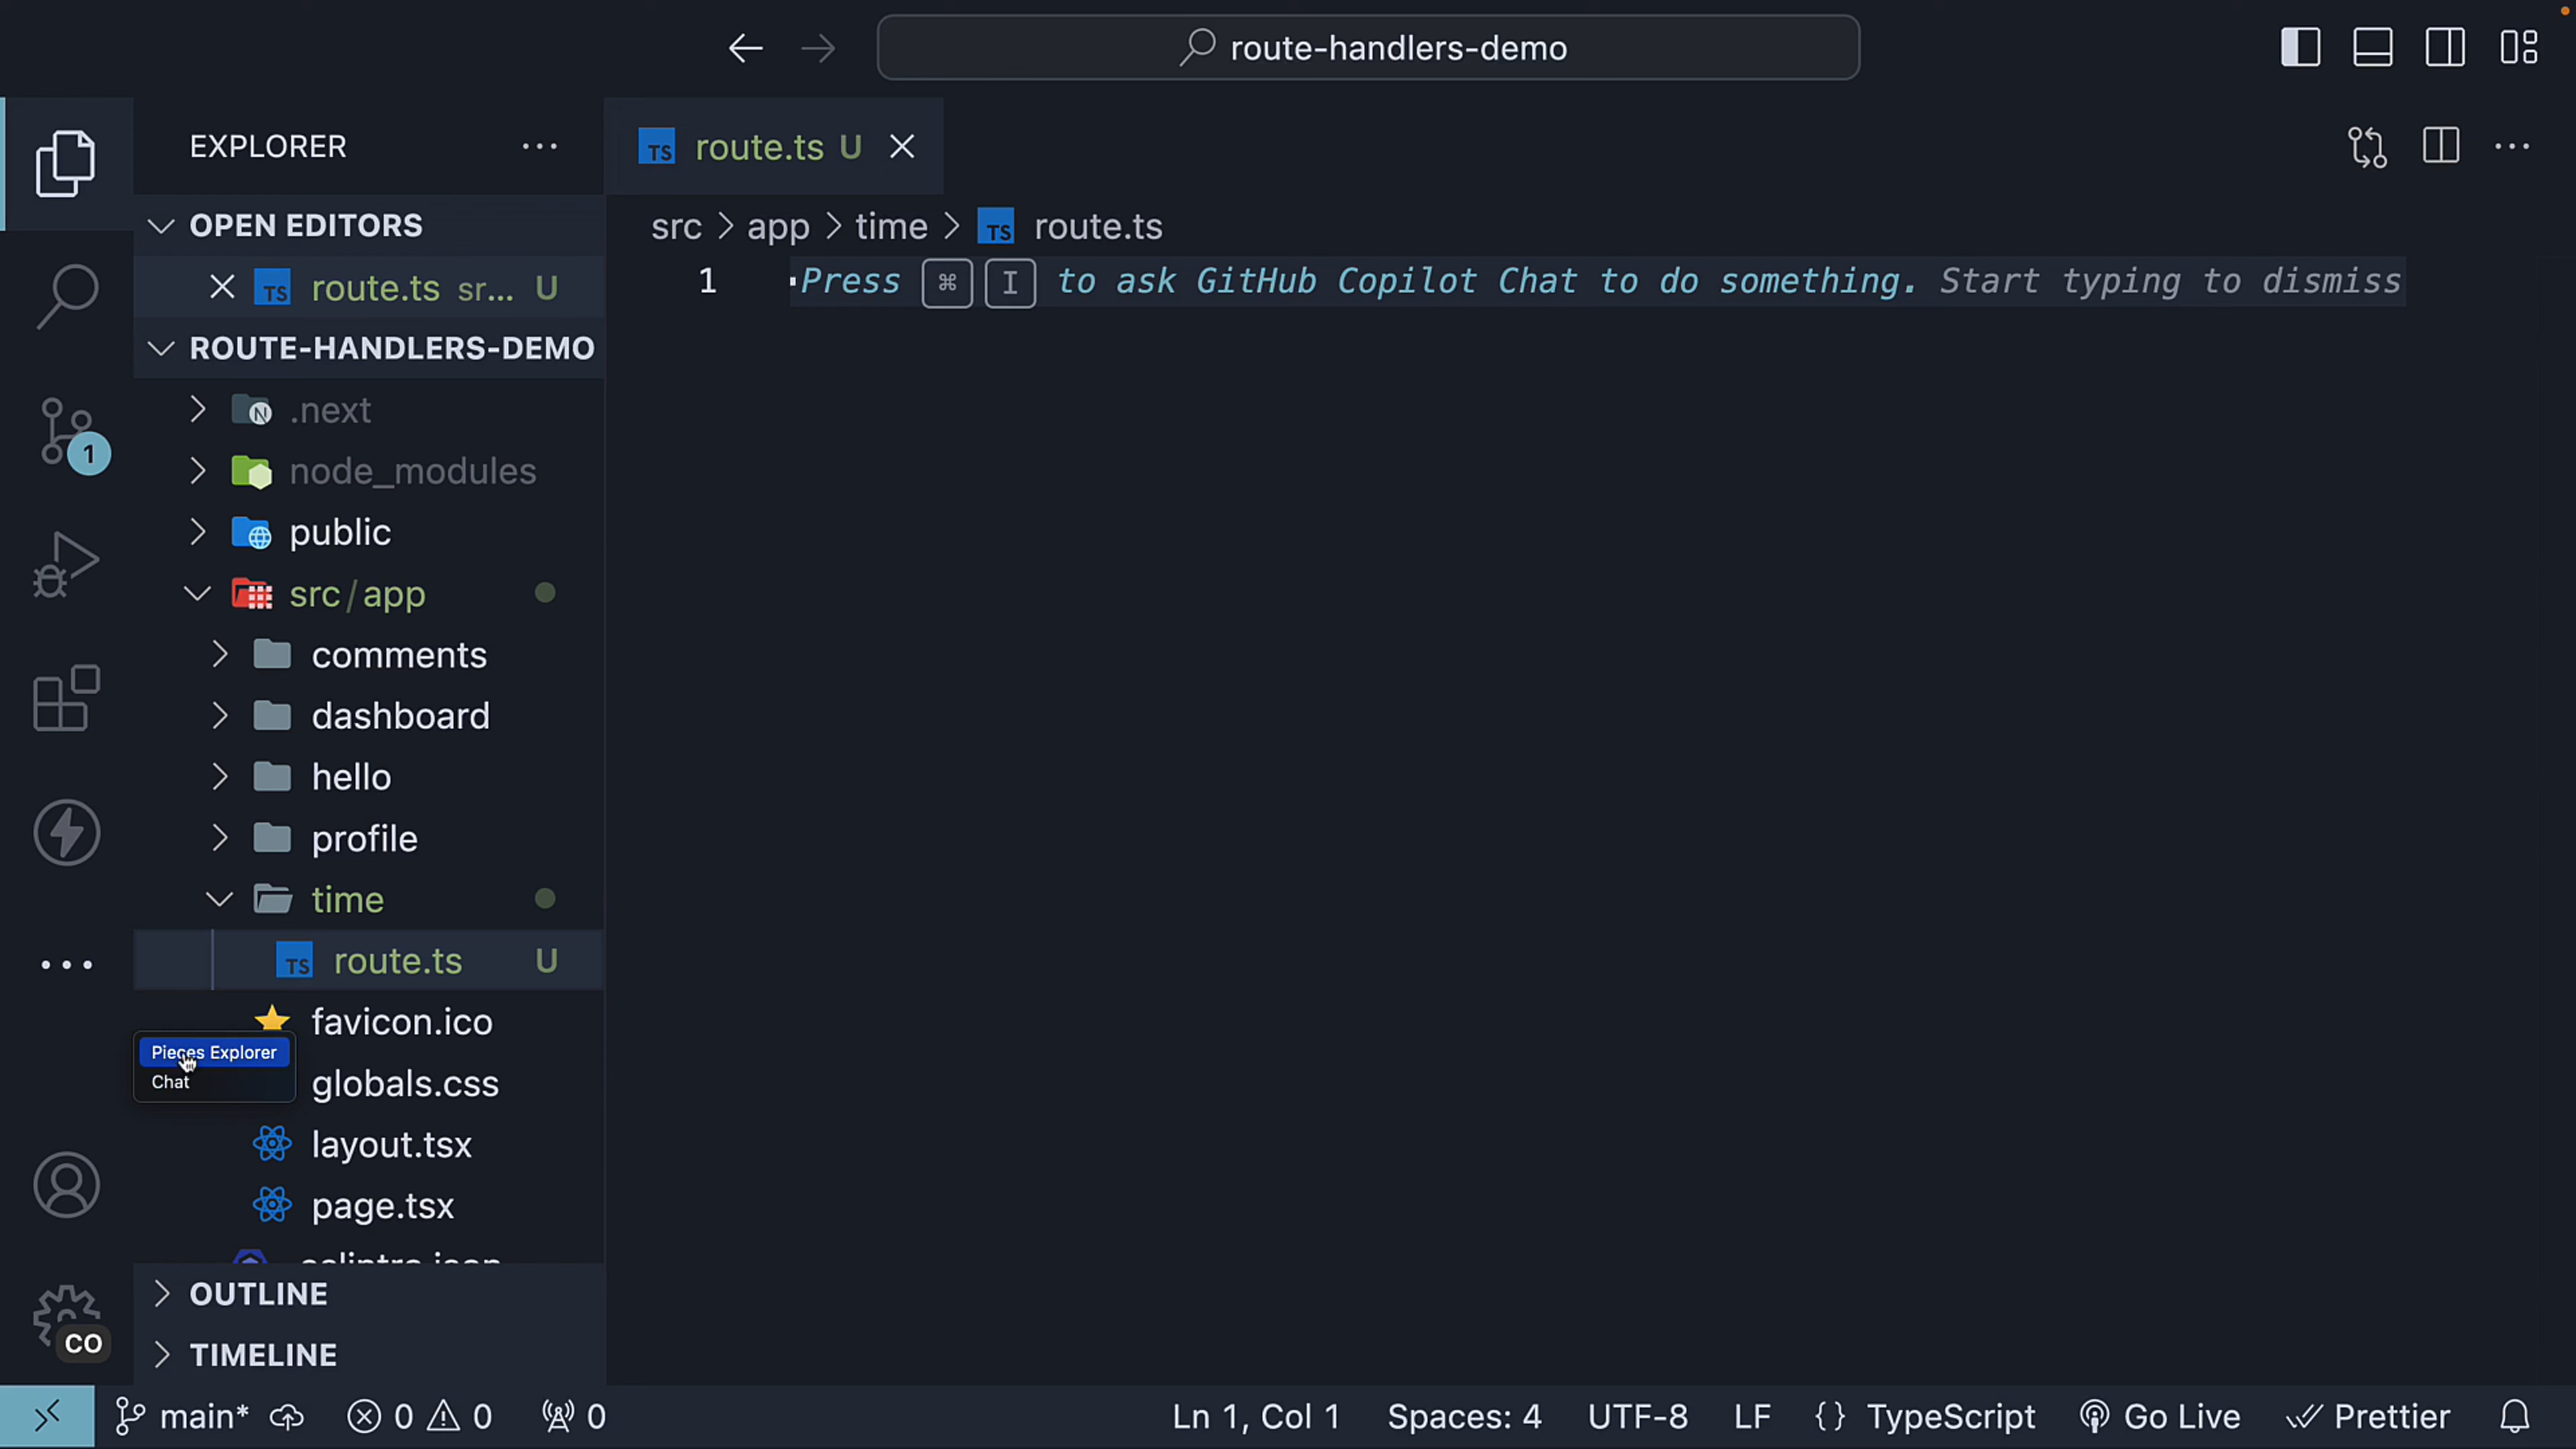 route-handlers-demo
EXPLORER
TS route.ts U
OPEN EDITORS
TS route.ts sr... U
src > app > time > TS route.ts
1 Press ⌘ I to ask GitHub Copilot Chat to do something. Start typing to dismiss
ROUTE-HANDLERS-DEMO
N .next
1
node_modules
public
src/app
comments
dashboard
hello
profile
time
TS route.ts U
favicon.ico
Pieces Explorer
Chat
globals.css
layout.tsx
page.tsx
OUTLINE
CO
TIMELINE
main* 0 0 0 Ln 1, Col 1 Spaces: 4 UTF-8 LF {} TypeScript Go Live Prettier